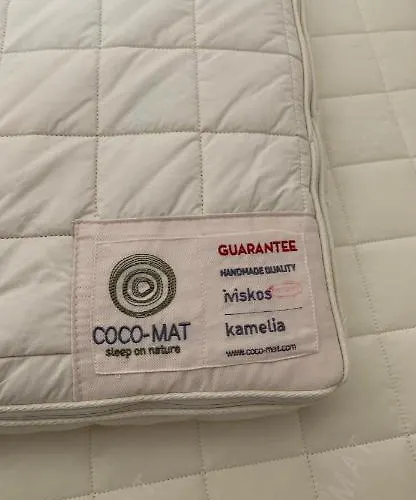 GUARANTEE
HANDMADE QUALITY
iviskos
COCO-MAT
kamelia
sleep on nature
www.coco-mat.com